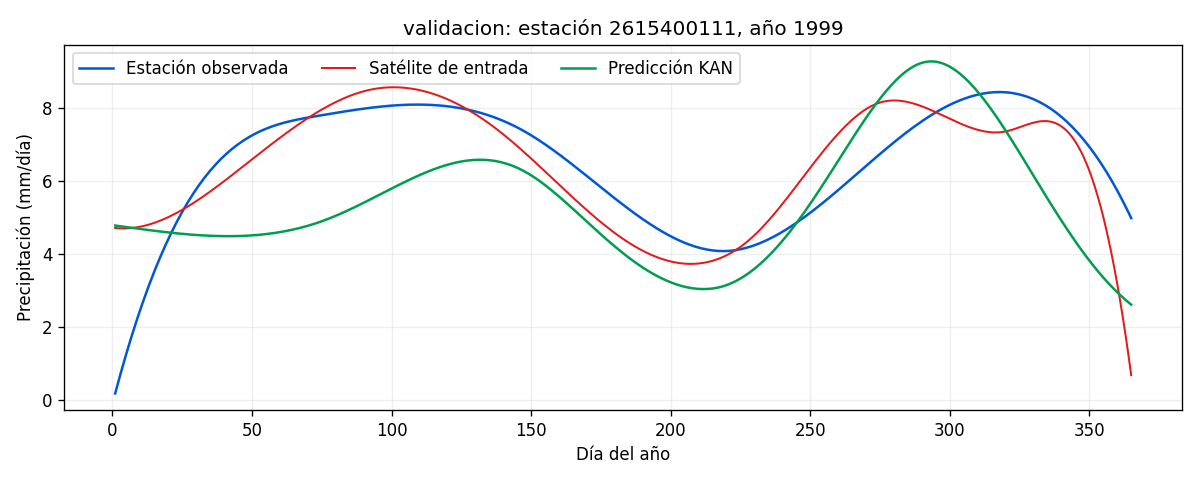 validacion: estación 2615400111, año 1999
Estación observada
Satélite de entrada
Predicción KAN
Precipitación (mm/día)
8
6
4
2
0
0 50 100 150 200 250 300 350
Día del año